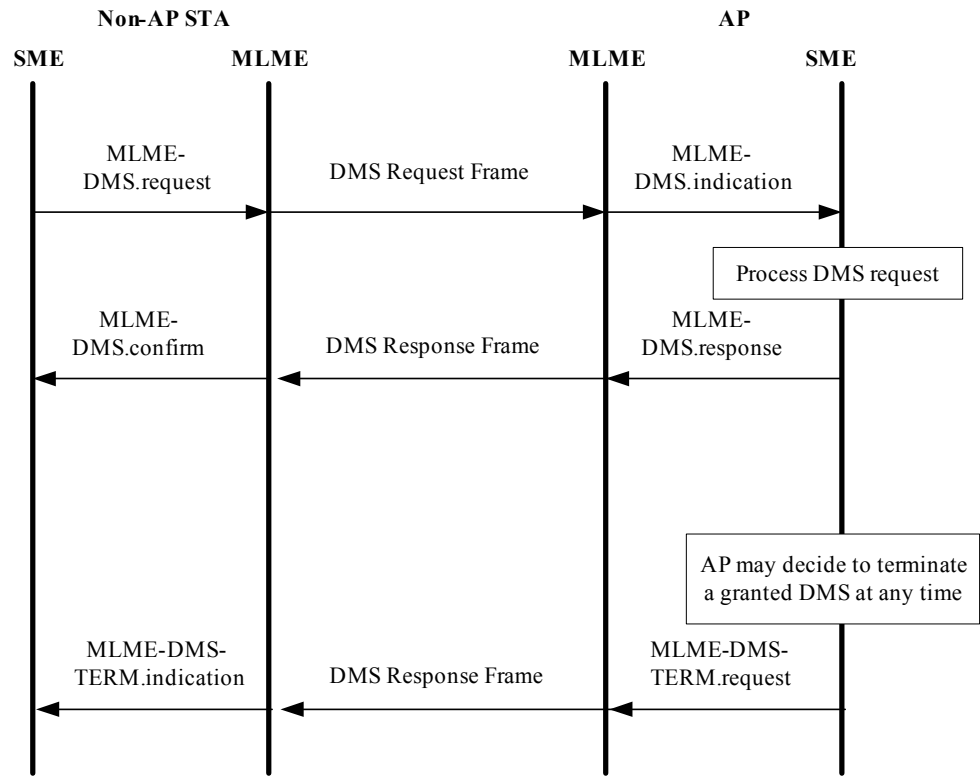 Non-AP STA
AP
SME
MLME
MLME
SME
MLME-
DMS.request
DMS Request Frame
MLME-
DMS.indication
Process DMS request
MLME-
DMS.confirm
DMS Response Frame
MLME-
DMS.response
AP may decide to terminate
a granted DMS at any time
MLME-DMS-
TERM.indication
DMS Response Frame
MLME-DMS-
TERM.request